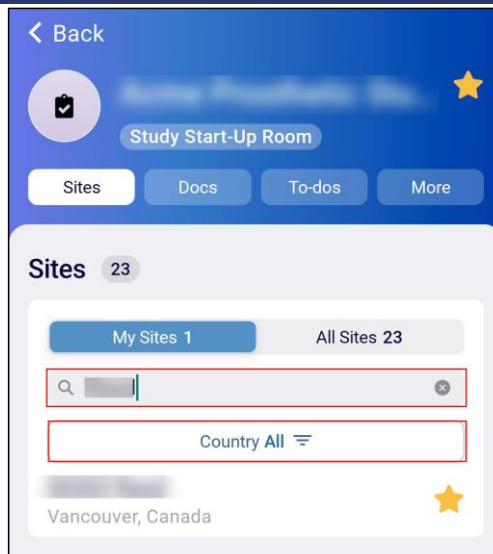 Back
Study Start-Up Room
Sites Docs To-dos More
Sites 23
My Sites 1 All Sites 23
Country All
Vancouver, Canada